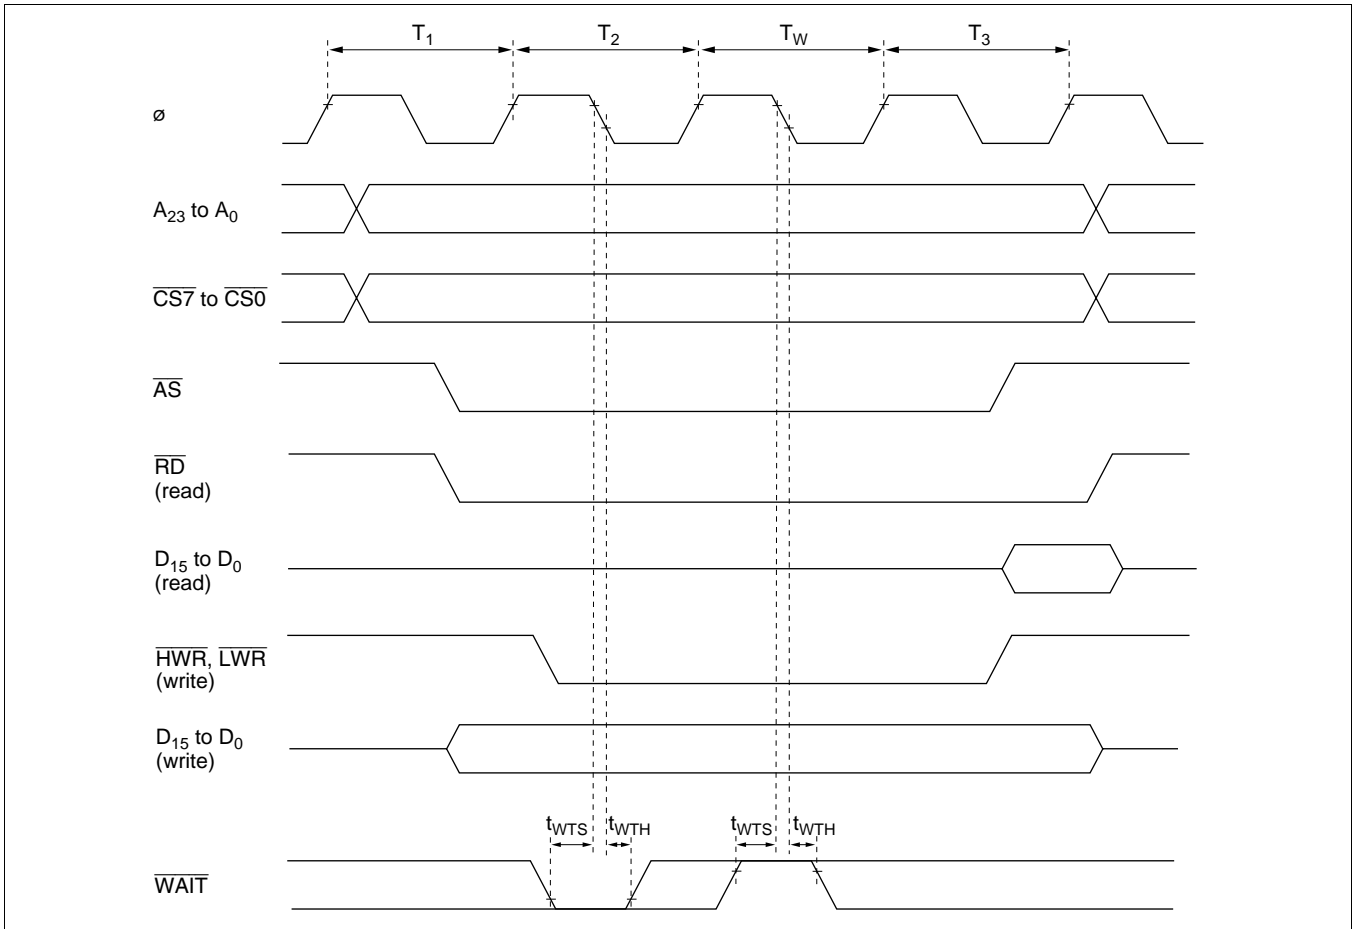 T1 T2 TW T3
ø
A23 to A0
CS7 to CS0
AS
RD
(read)
D15 to D0
(read)
HWR, LWR
(write)
D15 to D0
(write)
tWTS tWTH tWTS tWTH
WAIT